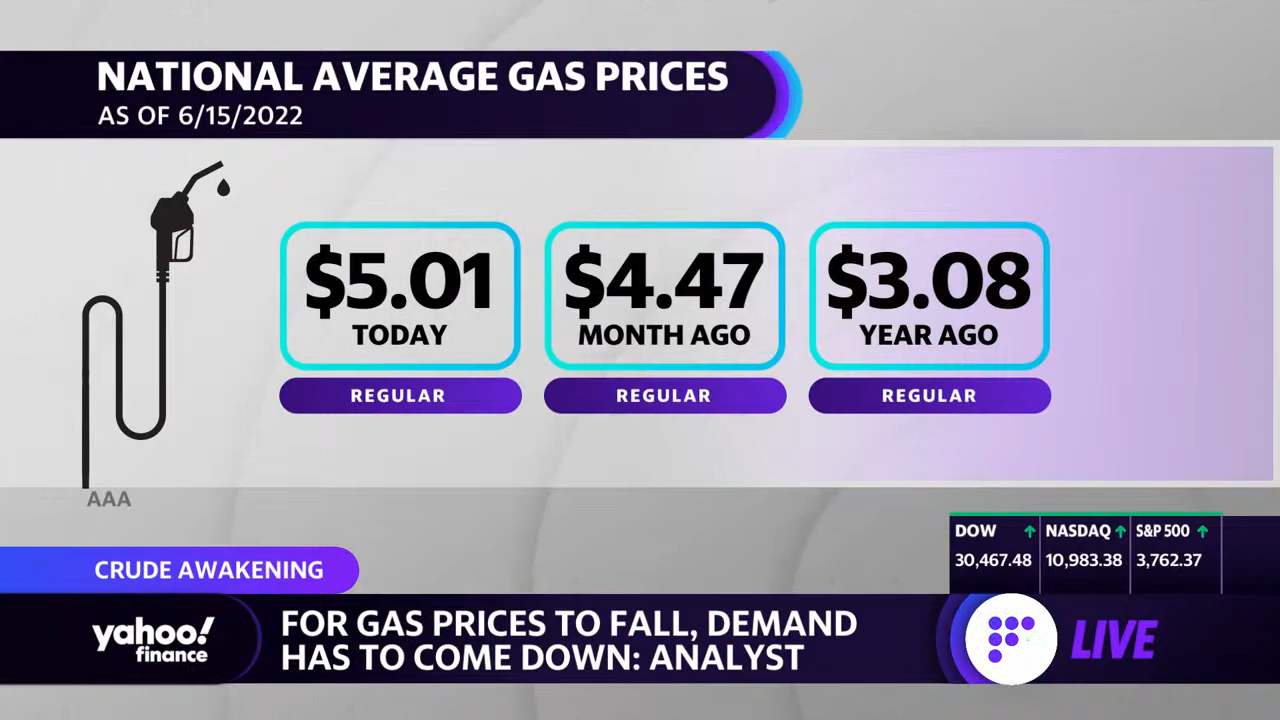 NATIONAL AVERAGE GAS PRICES
AS OF 6/15/2022
$5.01
TODAY
REGULAR
$4.47
MONTH AGO
REGULAR
$3.08
YEAR AGO
REGULAR
AAA
DOW
30,467.48
NASDAQ
10,983.38
S&P 500
3,762.37
CRUDE AWAKENING
yahoo!
finance
FOR GAS PRICES TO FALL, DEMAND
HAS TO COME DOWN: ANALYST
LIVE